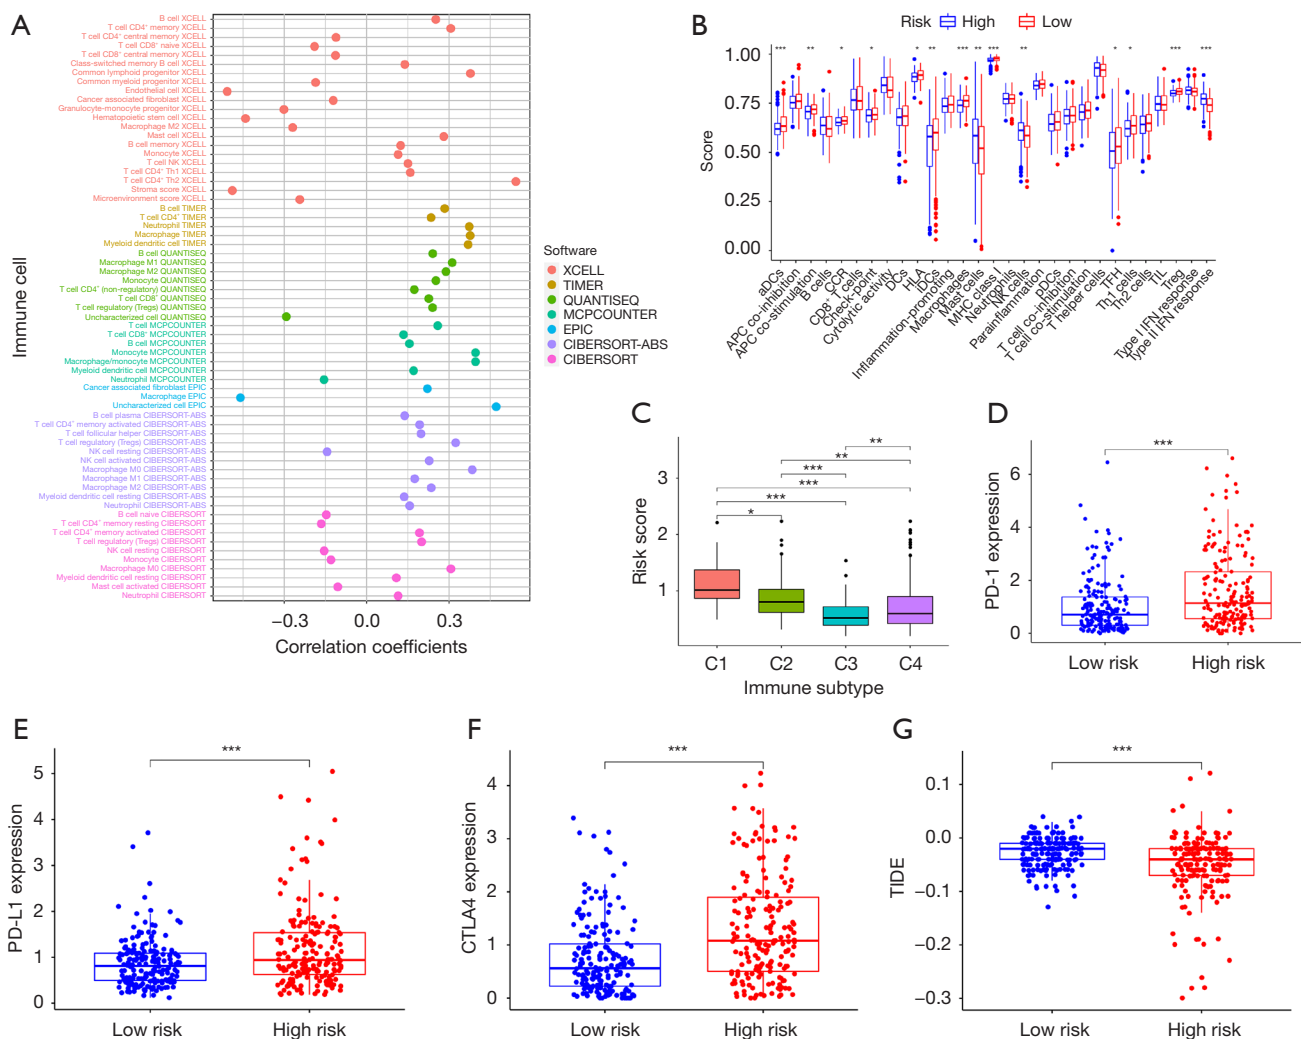 A
B cell XCELL
T cell CD4⁺ memory XCELL
T cell CD4⁺ central memory XCELL
T cell CD8⁺ naive XCELL
T cell CD8⁺ central memory XCELL
Class-switched memory B cell XCELL
Common lymphoid progenitor XCELL
Common myeloid progenitor XCELL
Endothelial cell XCELL
Cancer associated fibroblast XCELL
Granulocyte-monocyte progenitor XCELL
Hematopoietic stem cell XCELL
Macrophage M2 XCELL
Mast cell XCELL
B cell memory XCELL
Monocyte XCELL
T cell NK XCELL
T cell CD4⁺ Th1 XCELL
T cell CD4⁺ Th2 XCELL
Stroma score XCELL
Microenvironment score XCELL
B cell TIMER
T cell CD4⁺ TIMER
Neutrophil TIMER
Macrophage TIMER
Myeloid dendritic cell TIMER
B cell QUANTISEQ
Macrophage M1 QUANTISEQ
Macrophage M2 QUANTISEQ
Monocyte QUANTISEQ
T cell CD4⁺ (non-regulatory) QUANTISEQ
T cell CD8⁺ QUANTISEQ
T cell regulatory (Tregs) QUANTISEQ
Uncharacterized cell QUANTISEQ
T cell MCPCOUNTER
T cell CD8⁺ MCPCOUNTER
B cell MCPCOUNTER
Monocyte MCPCOUNTER
Macrophage/monocyte MCPCOUNTER
Myeloid dendritic cell MCPCOUNTER
Neutrophil MCPCOUNTER
Cancer associated fibroblast EPIC
Macrophage EPIC
Uncharacterized cell EPIC
B cell plasma CIBERSORT-ABS
T cell CD4⁺ memory activated CIBERSORT-ABS
T cell follicular helper CIBERSORT-ABS
T cell regulatory (Tregs) CIBERSORT-ABS
NK cell resting CIBERSORT-ABS
NK cell activated CIBERSORT-ABS
Macrophage M0 CIBERSORT-ABS
Macrophage M1 CIBERSORT-ABS
Macrophage M2 CIBERSORT-ABS
Myeloid dendritic cell resting CIBERSORT-ABS
Neutrophil CIBERSORT-ABS
B cell naive CIBERSORT
T cell CD4⁺ memory resting CIBERSORT
T cell CD4⁺ memory activated CIBERSORT
T cell regulatory (Tregs) CIBERSORT
NK cell resting CIBERSORT
Monocyte CIBERSORT
Macrophage M0 CIBERSORT
Myeloid dendritic cell resting CIBERSORT
Mast cell activated CIBERSORT
Neutrophil CIBERSORT
Immune cell
−0.3 0.0 0.3
Correlation coefficients
Software
XCELL
TIMER
QUANTISEQ
MCPCOUNTER
EPIC
CIBERSORT-ABS
CIBERSORT
B
Risk High Low
*** ** * * * ** *** ** *** ** * * *** ***
1.00
0.75
0.50
0.25
0.00
Score
aDCs
APC co-inhibition
APC co-stimulation
B cells
CCR
CD8⁺ T cells
Check-point
Cytolytic activity
DCs
HLA
iDCs
Inflammation-promoting
Macrophages
Mast cells
MHC class I
Neutrophils
NK cells
Parainflammation
pDCs
T cell co-inhibition
T cell co-stimulation
T helper cells
TFH
Th1 cells
Th2 cells
TIL
Treg
Type I IFN response
Type II IFN response
C
**
**
***
***
***
*
3
2
1
Risk score
C1 C2 C3 C4
Immune subtype
D
***
6
4
2
0
PD-1 expression
Low risk High risk
E
***
5
4
3
2
1
0
PD-L1 expression
Low risk High risk
F
***
4
3
2
1
0
CTLA4 expression
Low risk High risk
G
***
0.1
0.0
−0.1
−0.2
−0.3
TIDE
Low risk High risk